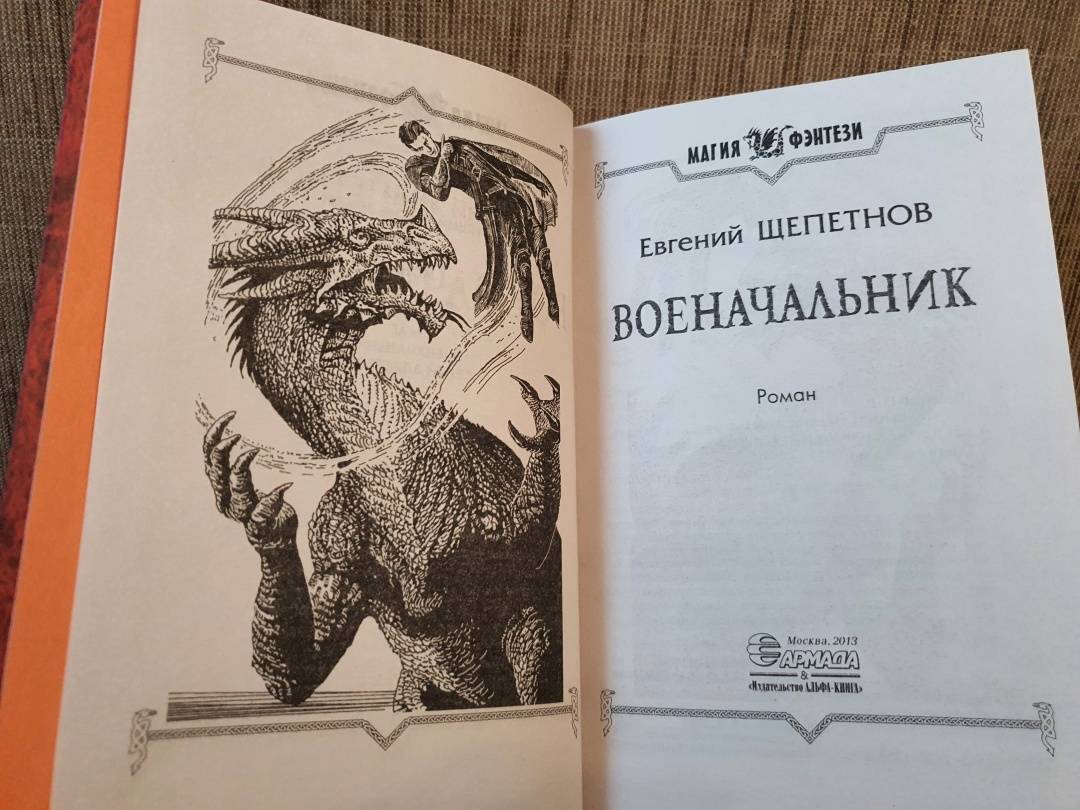 МАГИЯ ФЭНТЕЗИ
Евгений ЩЕПЕТНОВ
ВОЕНАЧАЛЬНИК
Роман
Москва, 2013
АРМАДА
&
«Издательство АЛЬФА-КНИГА»